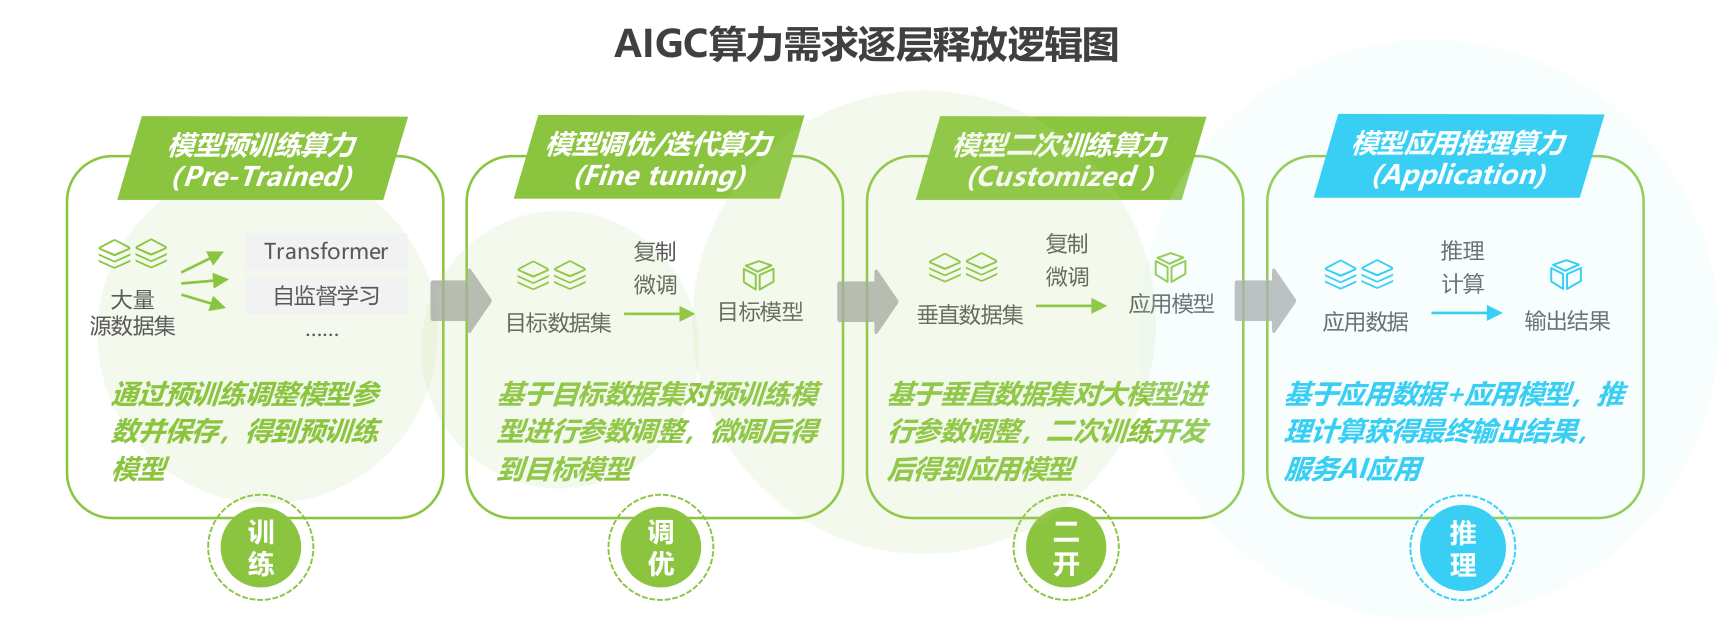 AIGC算力需求逐层释放逻辑图
模型预训练算力
(Pre-Trained)
大量
源数据集
Transformer
自监督学习
......
通过预训练调整模型参
数并保存，得到预训练
模型
训
练
模型调优/迭代算力
(Fine tuning)
目标数据集
复制
微调
目标模型
基于目标数据集对预训练模
型进行参数调整，微调后得
到目标模型
调
优
模型二次训练算力
(Customized )
垂直数据集
复制
微调
应用模型
基于垂直数据集对大模型进
行参数调整，二次训练开发
后得到应用模型
二
开
模型应用推理算力
(Application)
应用数据
推理
计算
输出结果
基于应用数据+应用模型，推
理计算获得最终输出结果，
服务AI应用
推
理